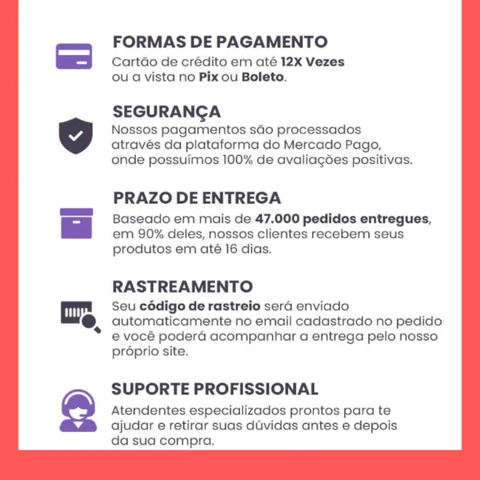 FORMAS DE PAGAMENTO
Cartão de crédito em até 12X Vezes
ou a vista no Pix ou Boleto.
SEGURANÇA
Nossos pagamentos são processados
através da plataforma do Mercado Pago,
onde possuímos 100% de avaliações positivas.
PRAZO DE ENTREGA
Baseado em mais de 47.000 pedidos entregues,
em 90% deles, nossos clientes recebem seus
produtos em até 16 dias.
RASTREAMENTO
Seu código de rastreio será enviado
automaticamente no email cadastrado no pedido
e você poderá acompanhar a entrega pelo nosso
próprio site.
SUPORTE PROFISSIONAL
Atendentes especializados prontos para te
ajudar e retirar suas dúvidas antes e depois
da sua compra.